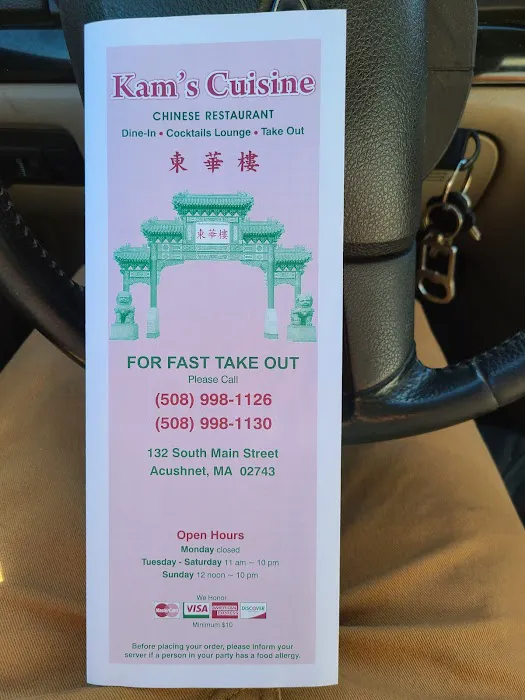 Kam's Cuisine
CHINESE RESTAURANT
Dine-In • Cocktails Lounge • Take Out
東 華 樓
東華樓
FOR FAST TAKE OUT
Please Call
(508) 998-1126
(508) 998-1130
132 South Main Street
Acushnet, MA 02743
Open Hours
Monday closed
Tuesday - Saturday 11 am ~ 10 pm
Sunday 12 noon ~ 10 pm
We Honor
MasterCard VISA AMERICAN EXPRESS DISCOVER
Minimum $10
Before placing your order, please inform your
server if a person in your party has a food allergy.